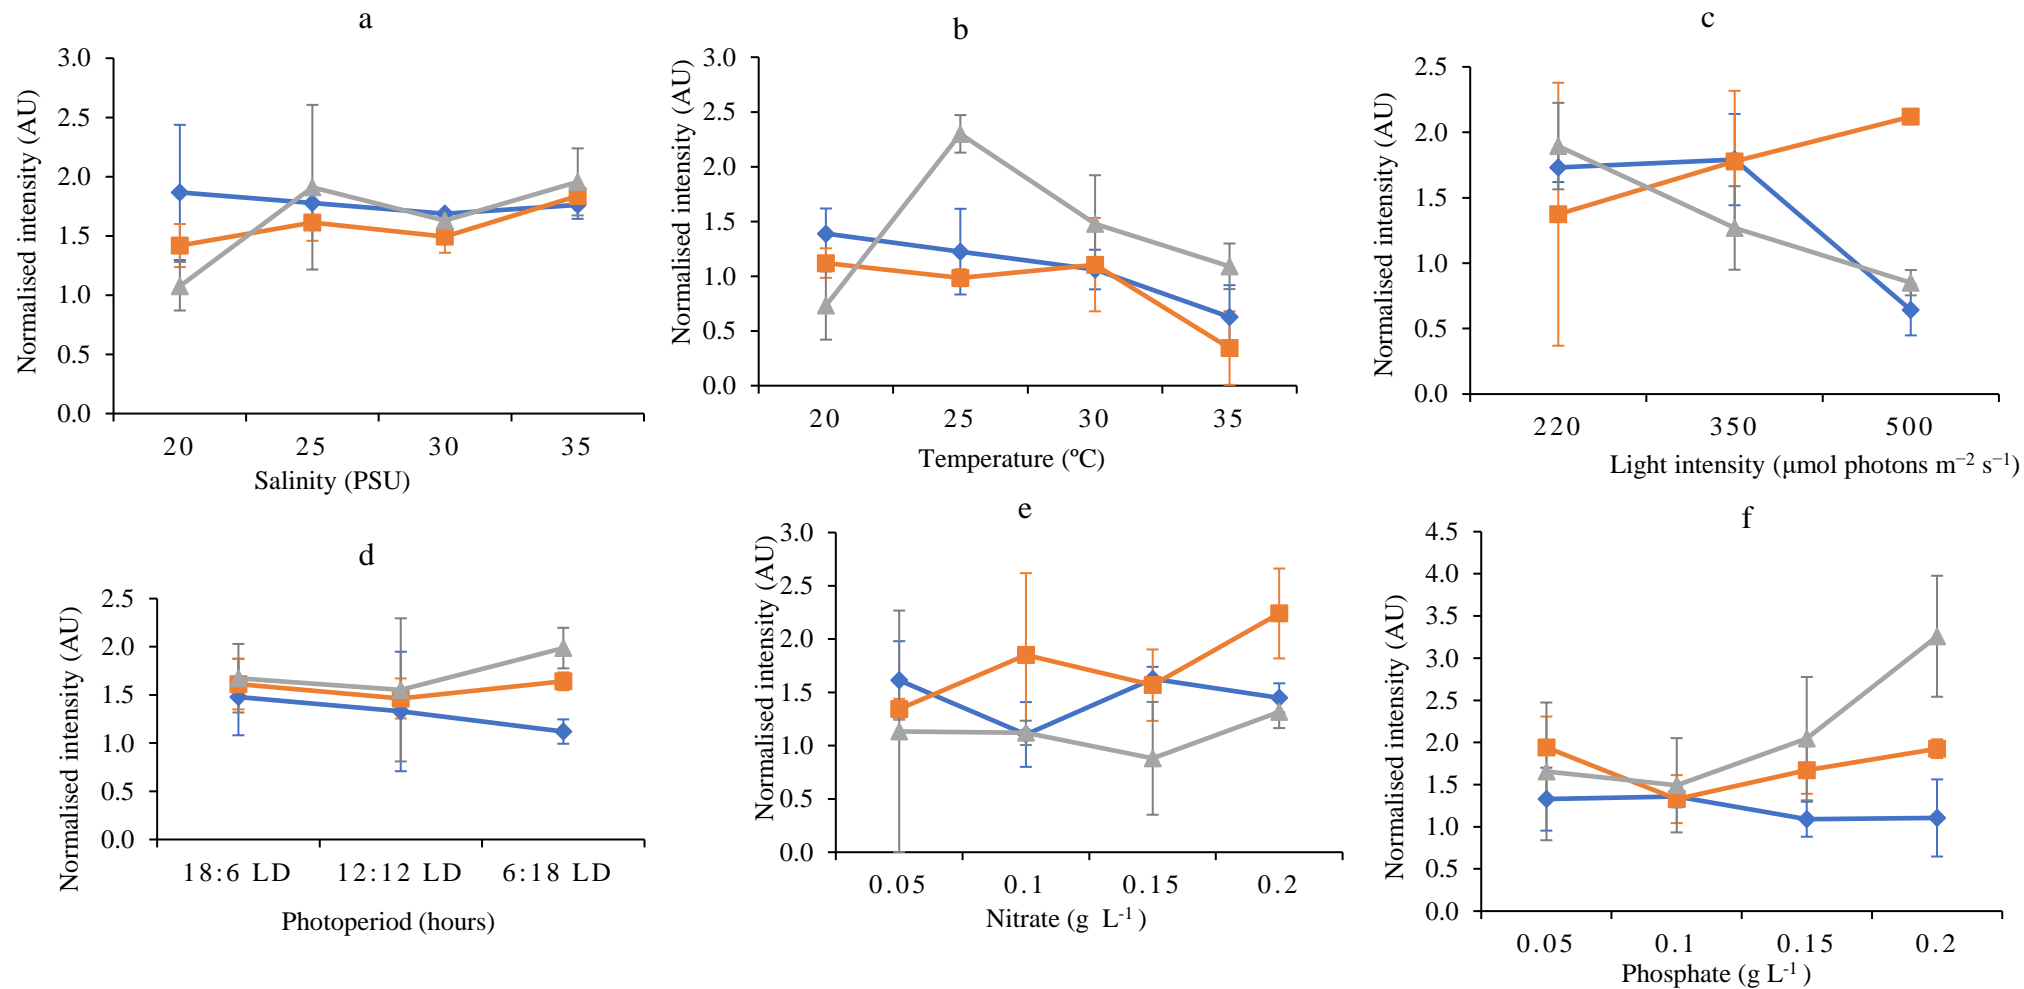 a
Normalised intensity (AU)
3.0
2.5
2.0
1.5
1.0
0.5
0.0
20 25 30 35
Salinity (PSU)
b
Normalised intensity (AU)
3.0
2.5
2.0
1.5
1.0
0.5
0.0
20 25 30 35
Temperature (ºC)
c
Normalised intensity (AU)
2.5
2.0
1.5
1.0
0.5
0.0
220 350 500
Light intensity (μmol photons m⁻² s⁻¹)
d
Normalised intensity (AU)
2.5
2.0
1.5
1.0
0.5
0.0
18:6 LD 12:12 LD 6:18 LD
Photoperiod (hours)
e
Normalised intensity (AU)
3.0
2.5
2.0
1.5
1.0
0.5
0.0
0.05 0.1 0.15 0.2
Nitrate (g L⁻¹)
f
Normalised intensity (AU)
4.5
4.0
3.5
3.0
2.5
2.0
1.5
1.0
0.5
0.0
0.05 0.1 0.15 0.2
Phosphate (g L⁻¹)